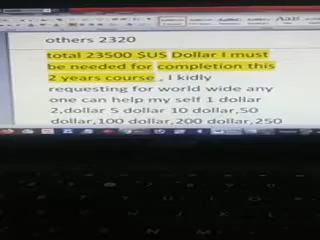 others 2320
total 23500 $US Dollar I must
be needed for completion this
2 years course , I kidly
requesting for world wide any
one can help my self 1 dollar
2,dollar 5 dollar 10 dollar,50
dollar,100 dollar,200 dollar,250